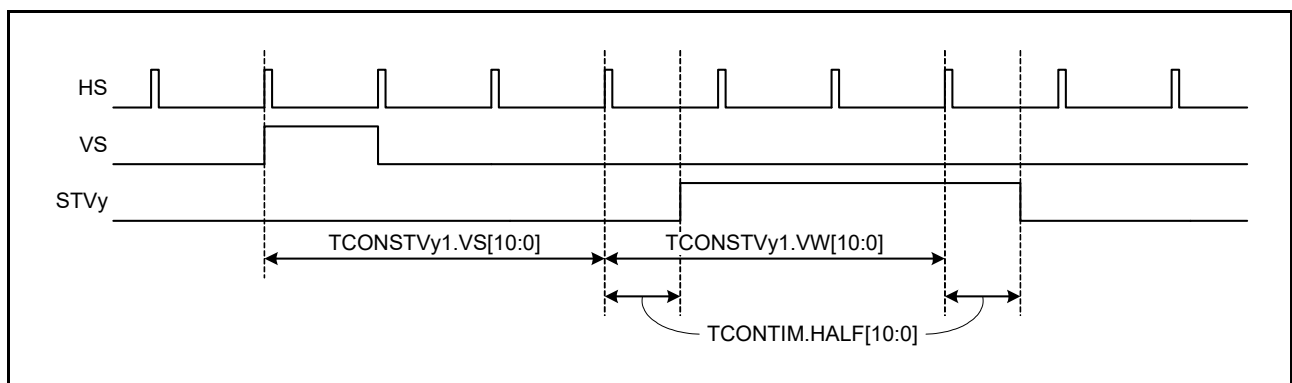 HS
VS
STVy
TCONSTVy1.VS[10:0]
TCONSTVy1.VW[10:0]
TCONTIM.HALF[10:0]